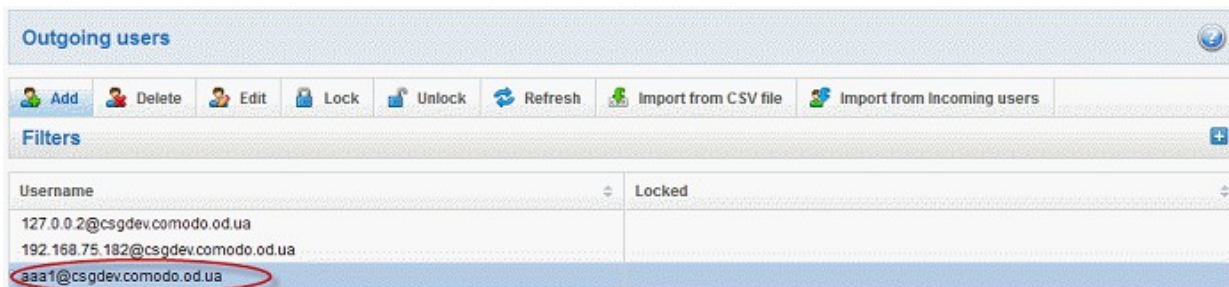 Outgoing users
Add Delete Edit Lock Unlock Refresh Import from CSV file Import from Incoming users
Filters
Username Locked
127.0.0.2@csgdev.comodo.od.ua
192.168.75.182@csgdev.comodo.od.ua
aaa1@csgdev.comodo.od.ua